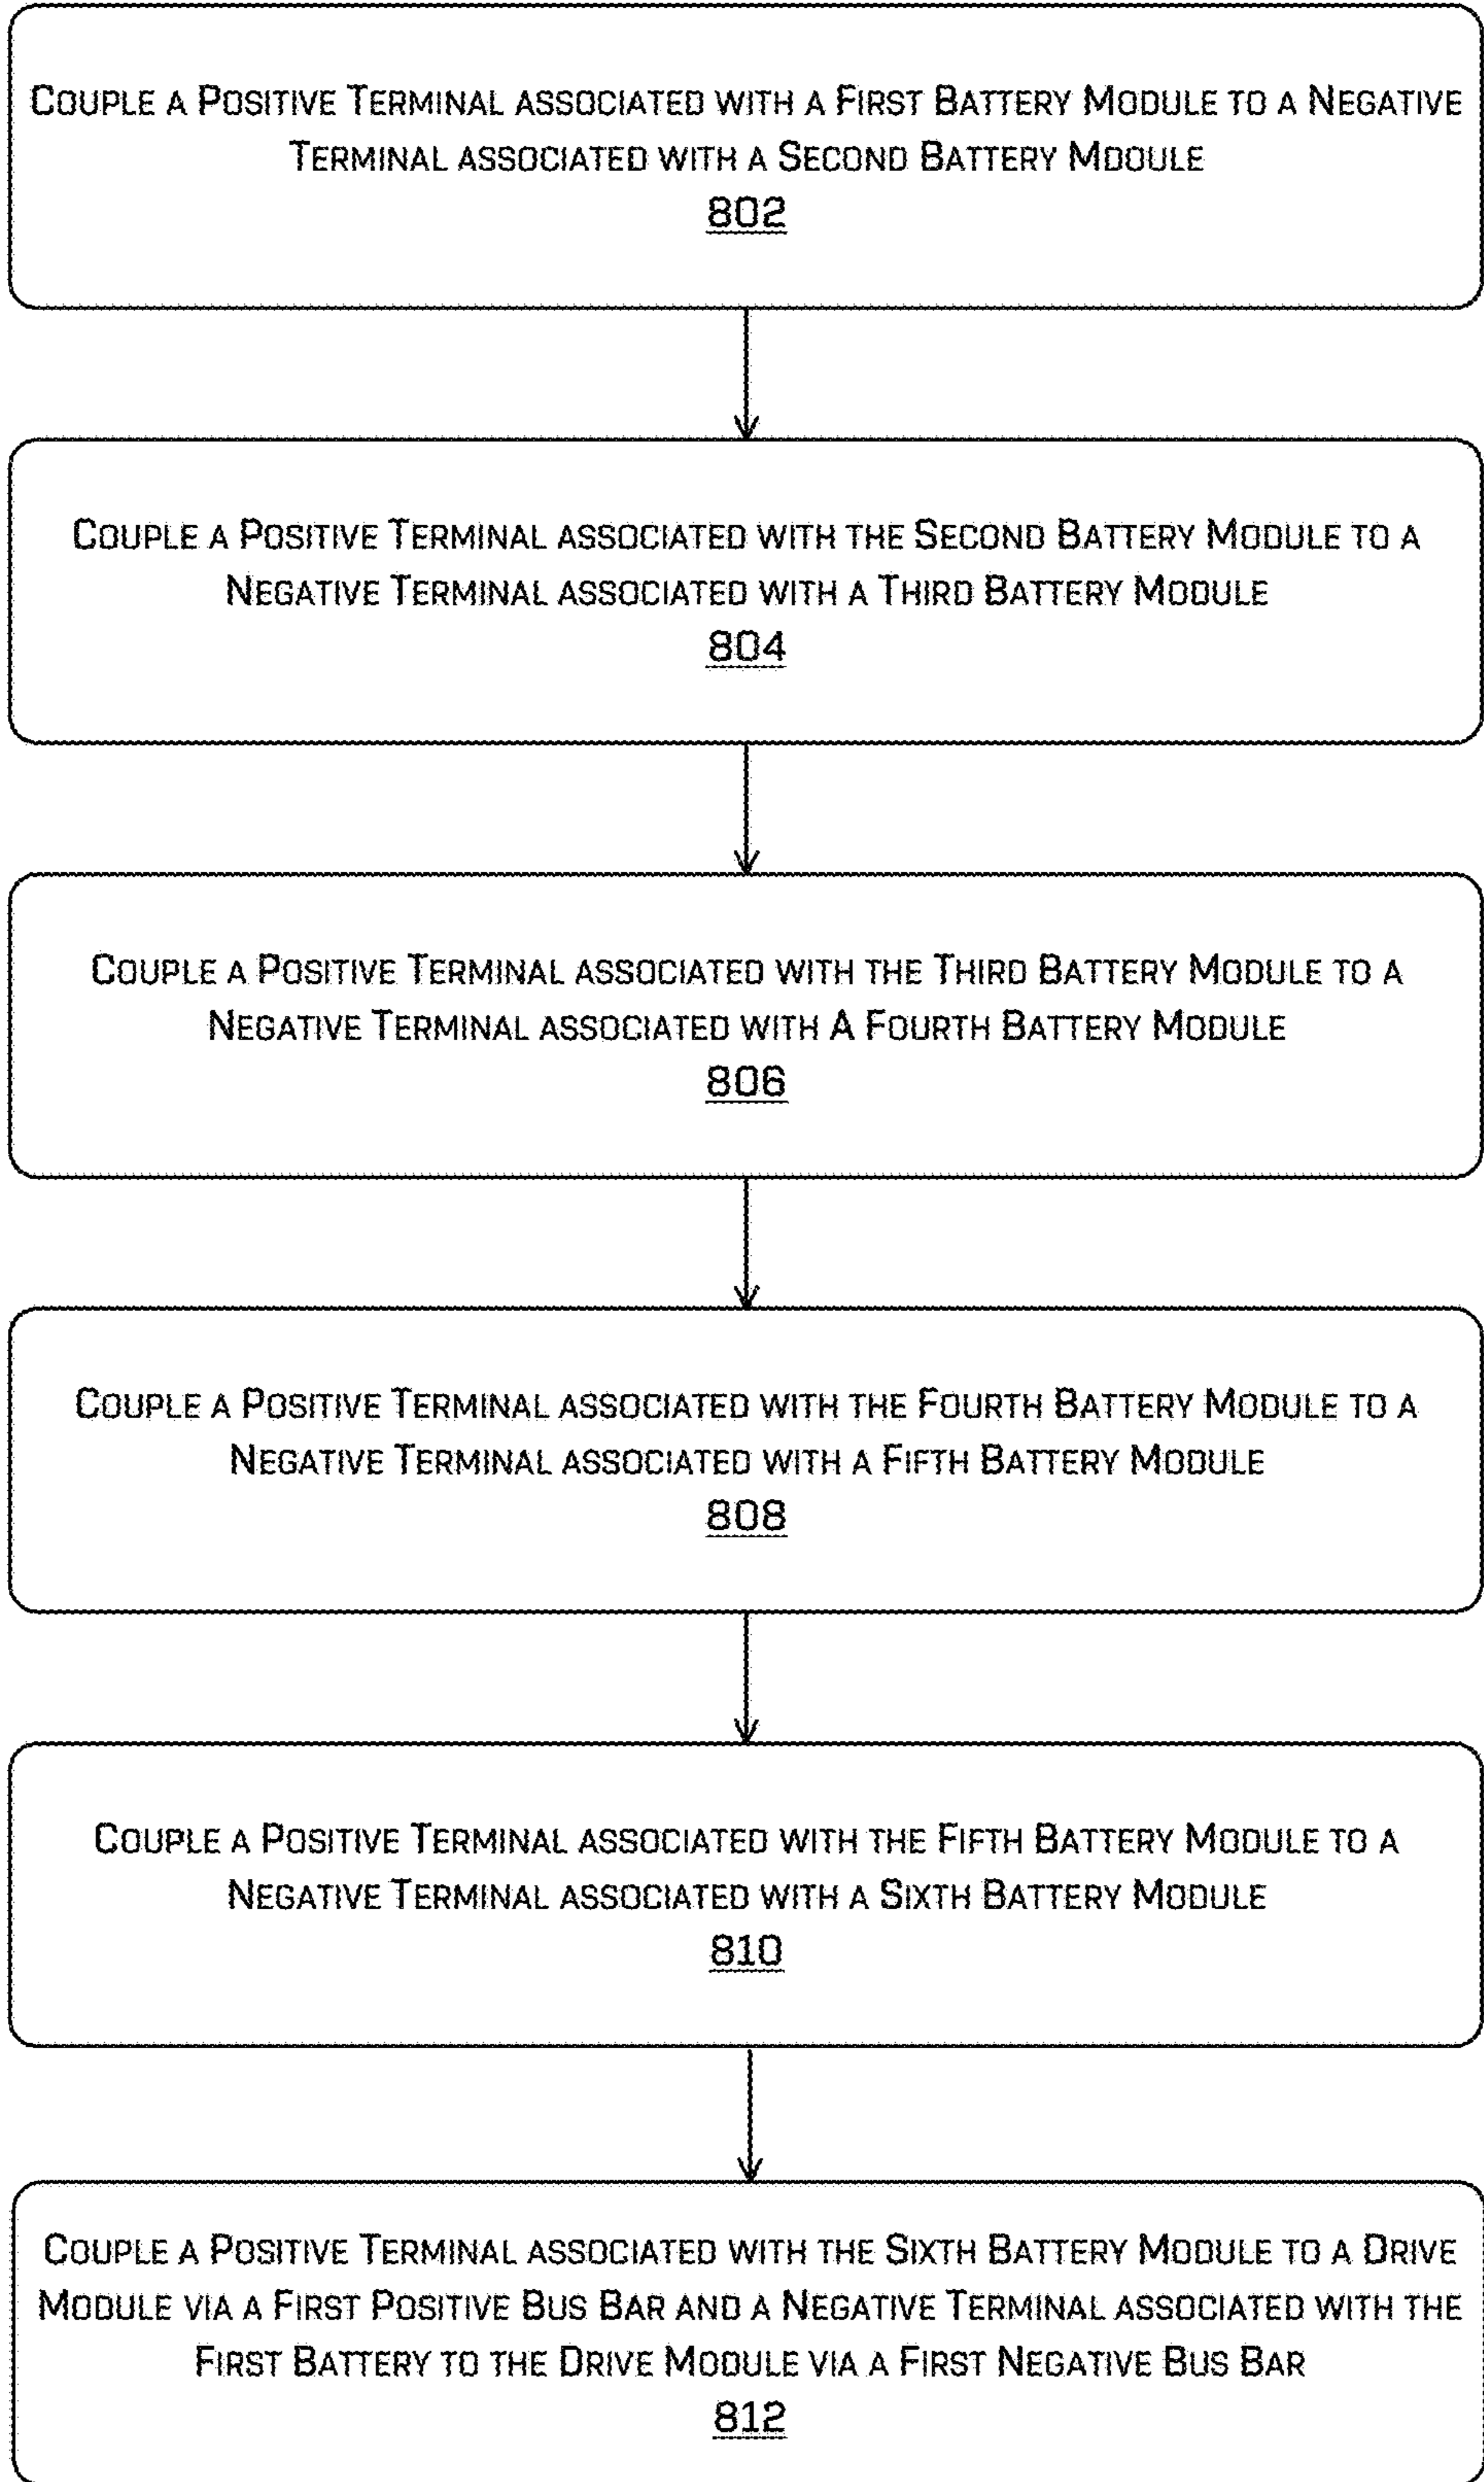 COUPLE A POSITIVE TERMINAL ASSOCIATED WITH A FIRST BATTERY MODULE TO A NEGATIVE
TERMINAL ASSOCIATED WITH A SECOND BATTERY MODULE
802
COUPLE A POSITIVE TERMINAL ASSOCIATED WITH THE SECOND BATTERY MODULE TO A
NEGATIVE TERMINAL ASSOCIATED WITH A THIRD BATTERY MODULE
804
COUPLE A POSITIVE TERMINAL ASSOCIATED WITH THE THIRD BATTERY MODULE TO A
NEGATIVE TERMINAL ASSOCIATED WITH A FOURTH BATTERY MODULE
806
COUPLE A POSITIVE TERMINAL ASSOCIATED WITH THE FOURTH BATTERY MODULE TO A
NEGATIVE TERMINAL ASSOCIATED WITH A FIFTH BATTERY MODULE
808
COUPLE A POSITIVE TERMINAL ASSOCIATED WITH THE FIFTH BATTERY MODULE TO A
NEGATIVE TERMINAL ASSOCIATED WITH A SIXTH BATTERY MODULE
810
COUPLE A POSITIVE TERMINAL ASSOCIATED WITH THE SIXTH BATTERY MODULE TO A DRIVE
MODULE VIA A FIRST POSITIVE BUS BAR AND A NEGATIVE TERMINAL ASSOCIATED WITH THE
FIRST BATTERY TO THE DRIVE MODULE VIA A FIRST NEGATIVE BUS BAR
812